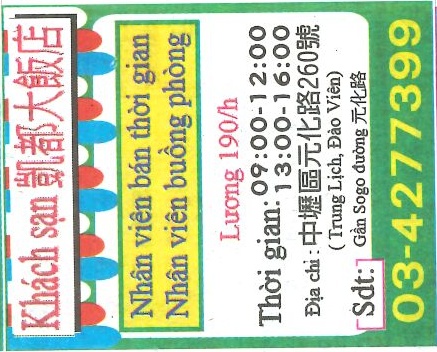 Khách sạn 凱都大飯店
Nhân viên bán thời gian
Nhân viên buồng phòng
Lương 190/h
Thời gian: 09:00-12:00
13:00-16:00
Địa chỉ : 中壢區元化路260號
( Trung Lịch, Đào Viên)
Gần Sogo đường 元化路
Sdt:
03-4277399